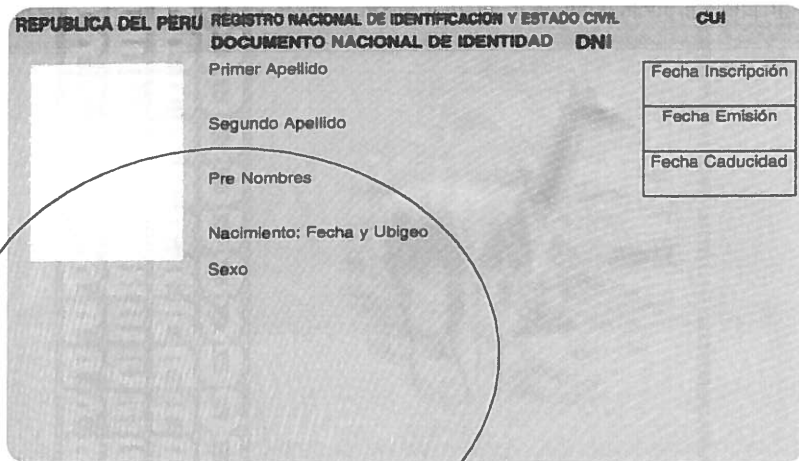 REPUBLICA DEL PERU
REGISTRO NACIONAL DE IDENTIFICACION Y ESTADO CIVIL
CUI
DOCUMENTO NACIONAL DE IDENTIDAD DNI
Primer Apellido
Fecha Inscripción
Segundo Apellido
Fecha Emisión
Pre Nombres
Fecha Caducidad
Nacimiento: Fecha y Ubigeo
Sexo